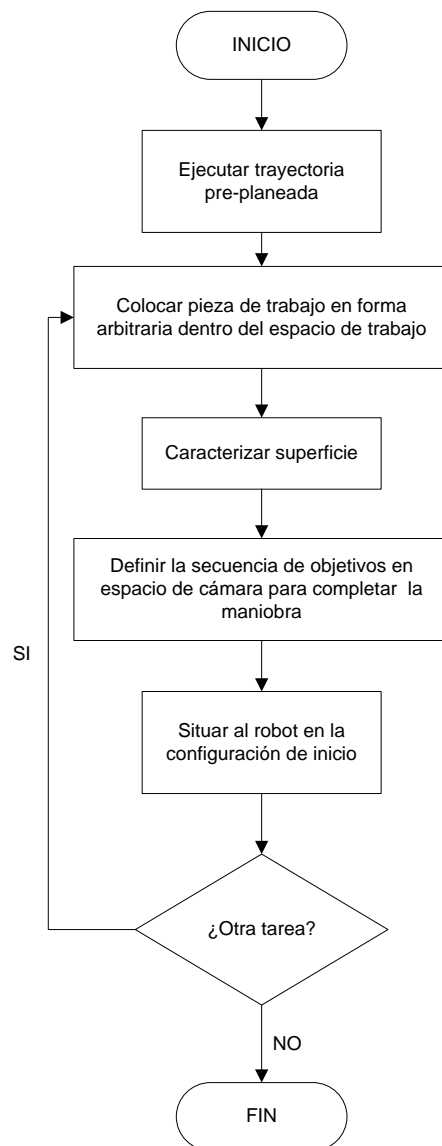 INICIO
Ejecutar trayectoria
pre-planeada
Colocar pieza de trabajo en forma
arbitraria dentro del espacio de trabajo
Caracterizar superficie
Definir la secuencia de objetivos en
espacio de cámara para completar la
maniobra
SI
Situar al robot en la
configuración de inicio
¿Otra tarea?
NO
FIN